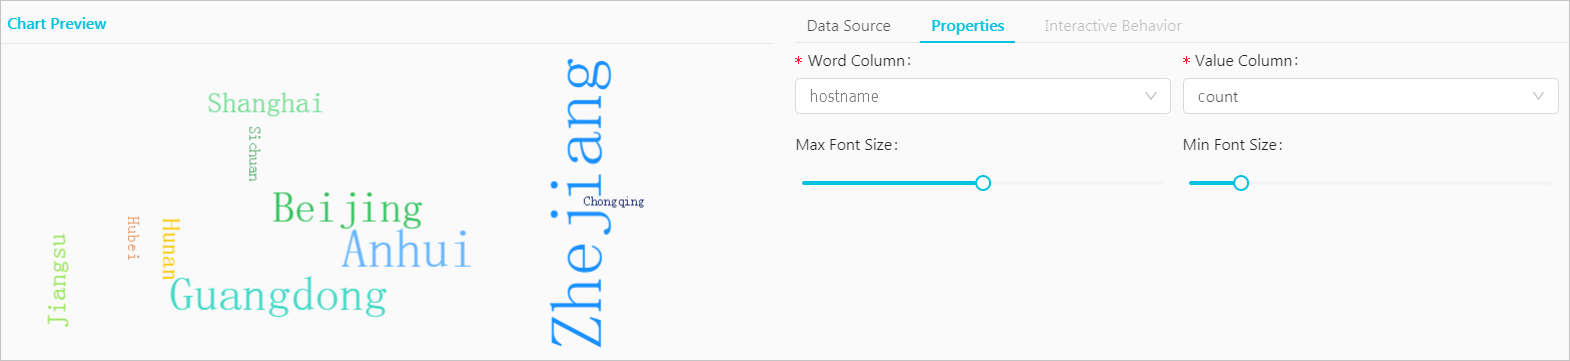 Chart Preview
Data Source
Properties
Interactive Behavior
* Word Column:
* Value Column:
hostname
count
Max Font Size:
Min Font Size:
Shanghai
Sichuan
Zhejiang
Chongqing
Beijing
Anhui
Hubei
Hunan
Jiangsu
Guangdong